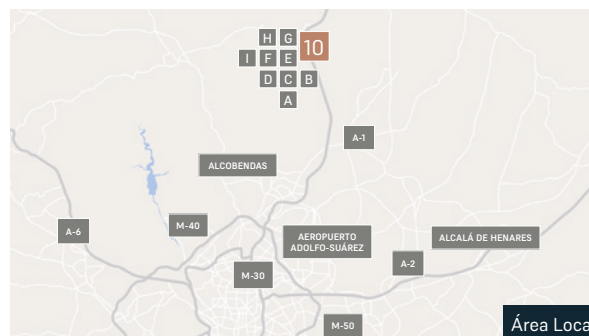 H G 10
I F E
D C B
A
A-1
ALCOBENDAS
M-40
A-6
AEROPUERTO
ADOLFO-SUÁREZ
ALCALÁ DE HENARES
A-2
M-30
M-50
Área Loca